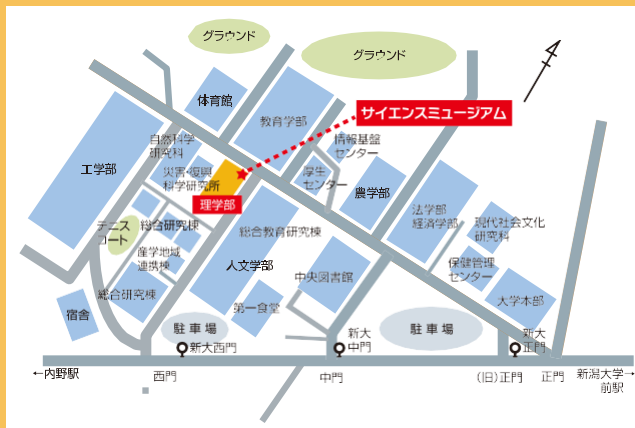 グラウンド
グラウンド
体育館
教育学部
サイエンスミュージアム
自然科学
研究科
情報基盤
センター
工学部
災害・復興
科学研究所
厚生
センター
農学部
理学部
法学部
経済学部
テニス
コート
総合研究棟
総合教育研究棟
現代社会文化
研究科
産学地域
連携棟
人文学部
中央図書館
保健管理
センター
総合研究棟
第一食堂
大学本部
宿舎
駐車場
駐車場
新大西門
新大
中門
新大
正門
←内野駅
西門
中門
(旧)正門
正門
新潟大学→
前駅